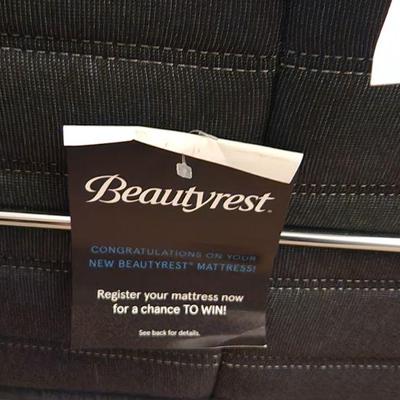 Beautyrest.
CONGRATULATIONS ON YOUR
NEW BEAUTYREST® MATTRESS!
Register your mattress now
for a chance TO WIN!
See back for details.